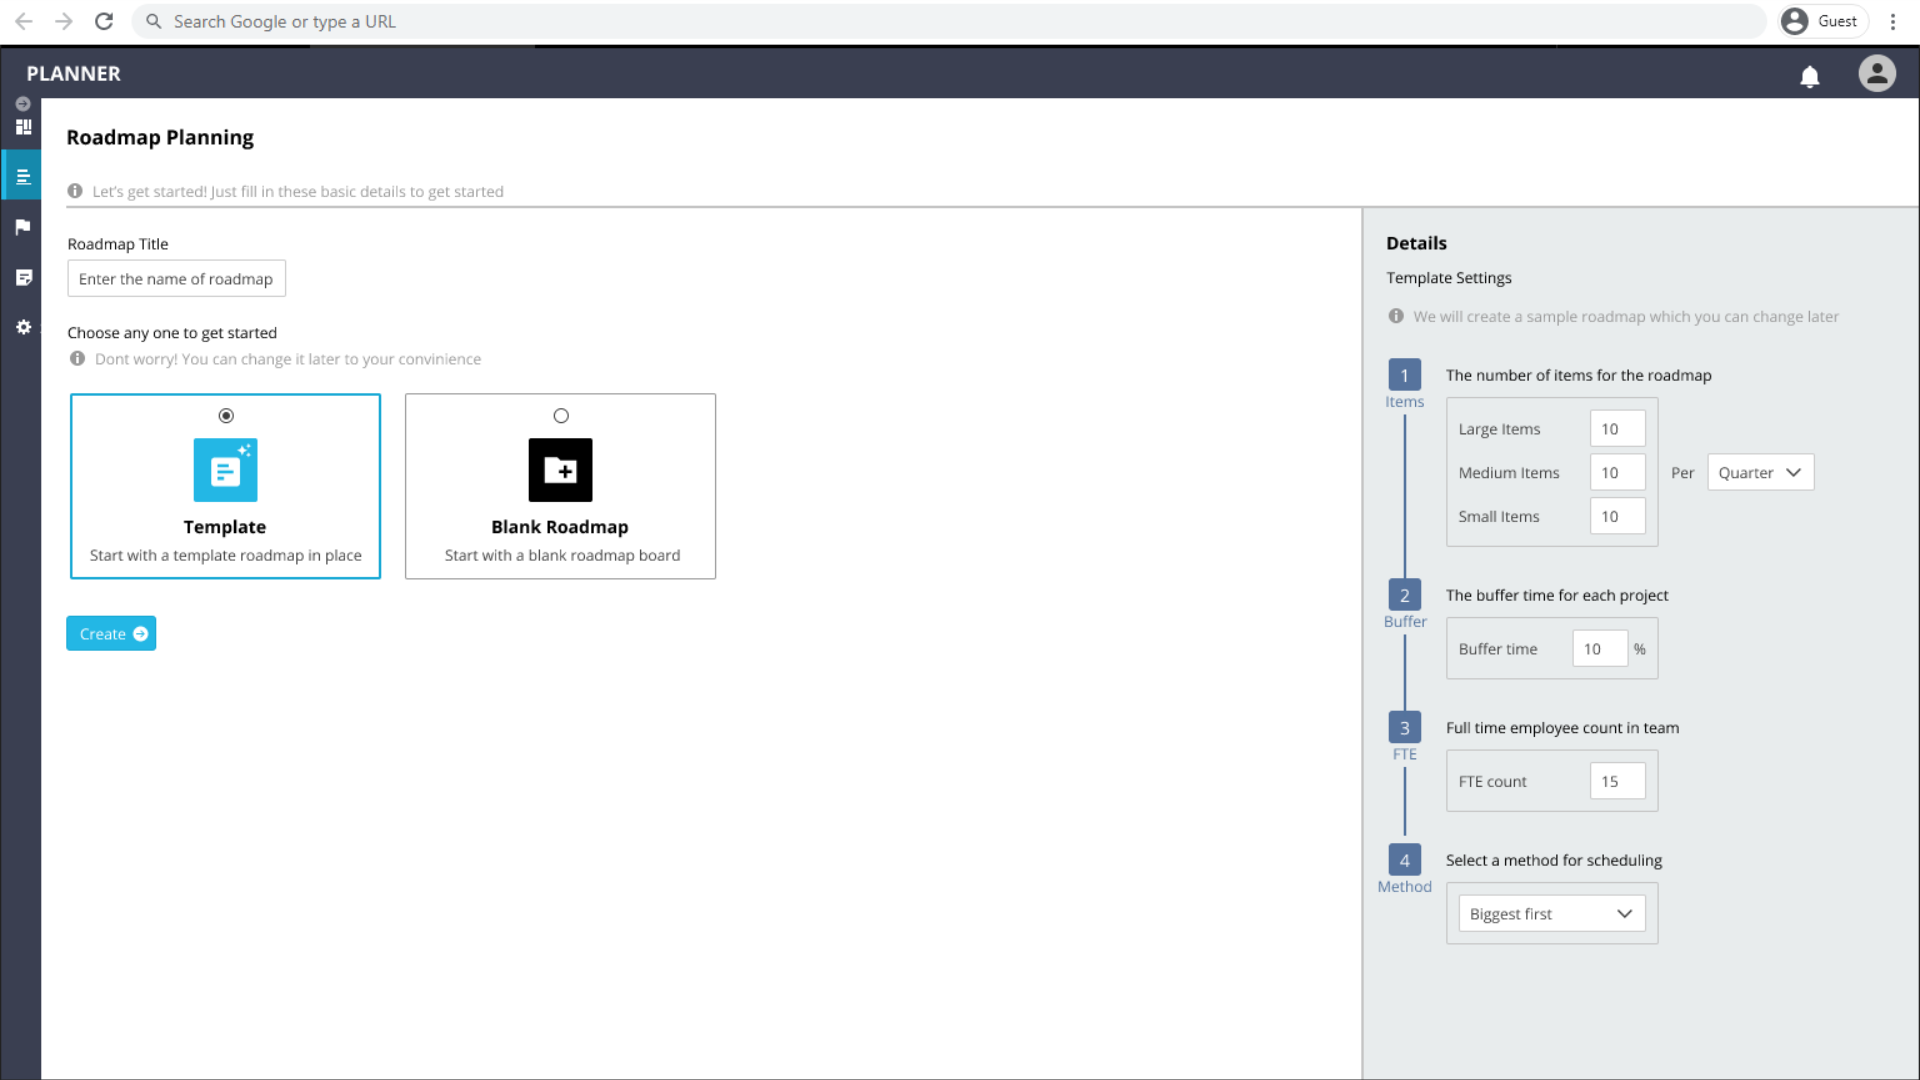 Search Google or type a URL
Guest
PLANNER
Roadmap Planning
Let's get started! Just fill in these basic details to get started
Roadmap Title
Enter the name of roadmap
Choose any one to get started
Dont worry! You can change it later to your convinience
Template
Start with a template roadmap in place
Blank Roadmap
Start with a blank roadmap board
Create
Details
Template Settings
We will create a sample roadmap which you can change later
1
Items
The number of items for the roadmap
Large Items 10
Medium Items 10 Per Quarter
Small Items 10
2
Buffer
The buffer time for each project
Buffer time 10 %
3
FTE
Full time employee count in team
FTE count 15
4
Method
Select a method for scheduling
Biggest first